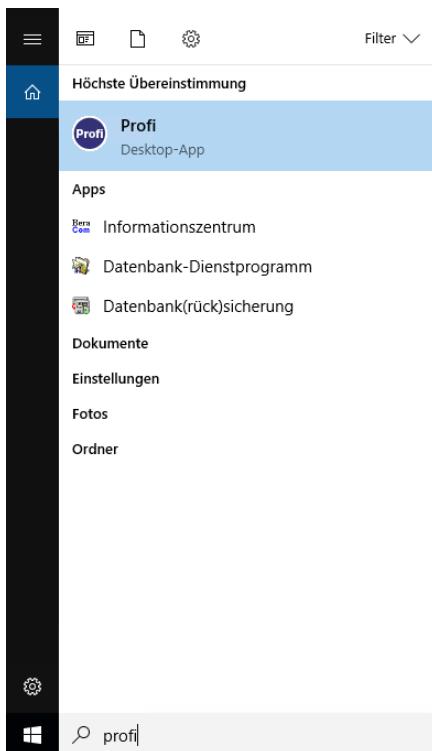 Filter
Höchste Übereinstimmung
Profi
Profi
Desktop-App
Apps
Bera
Com
Informationszentrum
Datenbank-Dienstprogramm
Datenbank(rück)sicherung
Dokumente
Einstellungen
Fotos
Ordner
profi